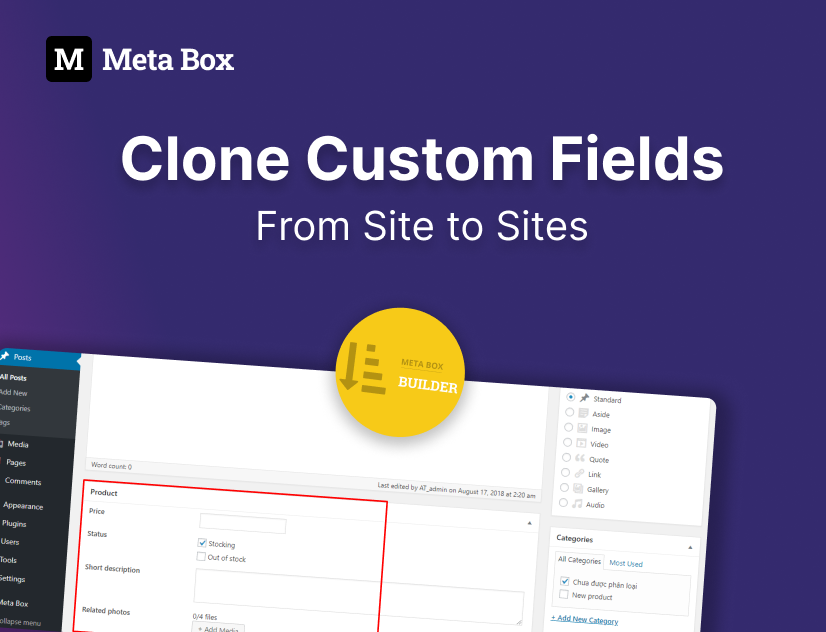 M Meta Box
Clone Custom Fields
From Site to Sites
META BOX
BUILDER
Posts
All Posts
Add New
Categories
Media
Pages
Comments
Appearance
Plugins
Users
Tools
Settings
Meta Box
Collapse menu
Word count: 0
Last edited by AT_admin on August 17, 2018 at 2:20 am
Product
Price
Status
Stocking
Out of stock
Short description
Related photos
0/4 files
+ Add Media
Standard
Aside
Image
Video
Quote
Link
Gallery
Audio
Categories
All Categories Most Used
Chưa được phân loại
New product
+ Add New Category